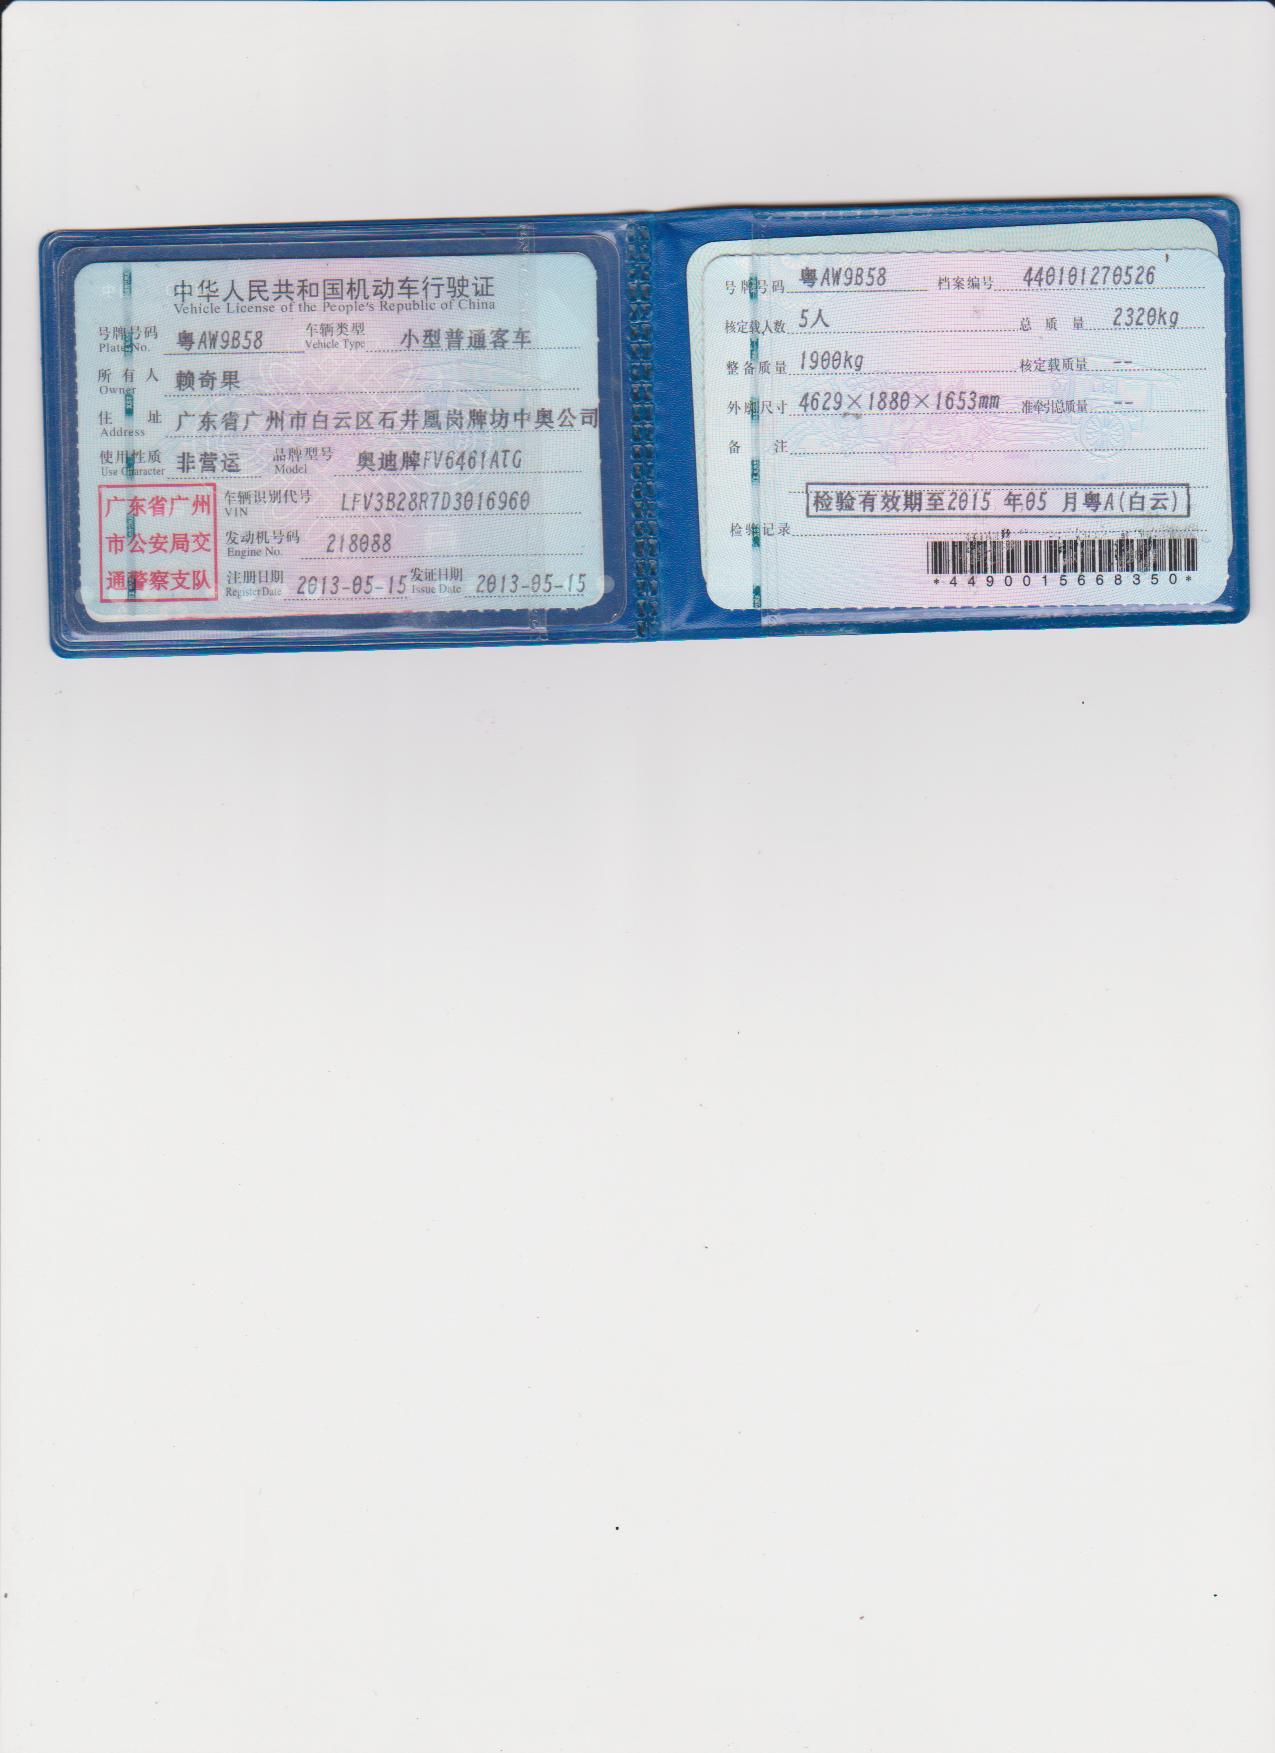 中华人民共和国机动车行驶证
Vehicle License of the People's Republic of China
号牌号码 粤AW9B58 车辆类型 小型普通客车
Plate No. Vehicle Type
所有人 赖奇果
Owner
住址 广东省广州市白云区石井凰岗牌坊中奥公司
Address
使用性质 非营运 品牌型号 奥迪牌FV6461ATG
Use Character Model
广东省广州
市公安局交
通警察支队
车辆识别代号 LFV3B28R7D3016960
VIN
发动机号码 218088
Engine No.
注册日期 2013-05-15 发证日期 2013-05-15
Register Date Issue Date
号牌号码 粤AW9B58 档案编号 440101270526
核定载人数 5人 总质量 2320kg
整备质量 1900kg 核定载质量 --
外廓尺寸 4629×1880×1653mm 准牵引总质量 --
备注
检验有效期至2015 年05 月粤A(白云)
检验记录
*4490015668350*